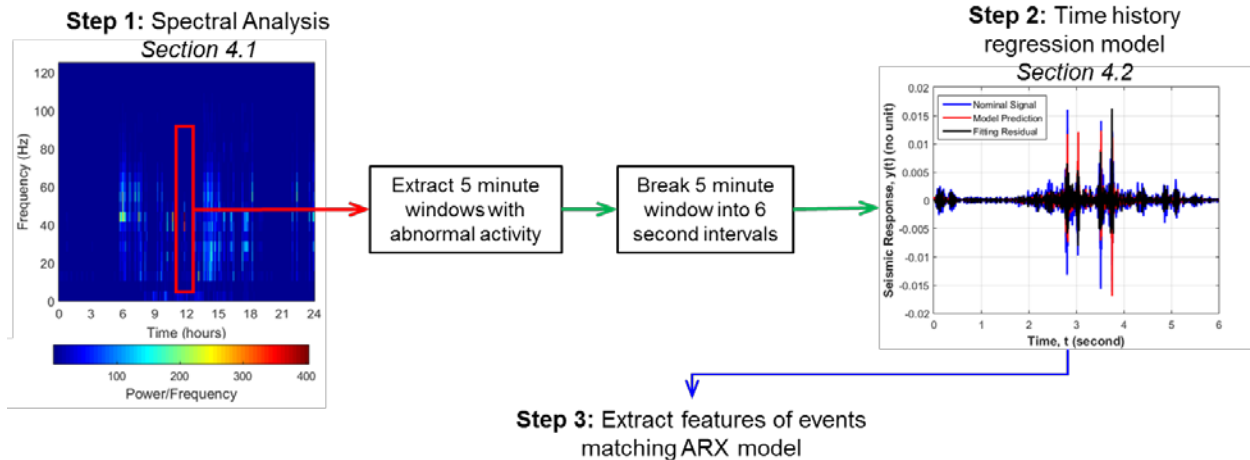 Step 1: Spectral Analysis
Section 4.1
120
100
80
60
40
20
0
Frequency (Hz)
0 3 6 9 12 15 18 21 24
Time (hours)
100 200 300 400
Power/Frequency
Extract 5 minute
windows with
abnormal activity
Break 5 minute
window into 6
second intervals
Step 2: Time history
regression model
Section 4.2
0.02
0.015
0.01
0.005
0
-0.005
-0.01
-0.015
-0.02
Seismic Response, y(t) (no unit)
Nominal Signal
Model Prediction
Fitting Residual
0 1 2 3 4 5 6
Time, t (second)
Step 3: Extract features of events
matching ARX model